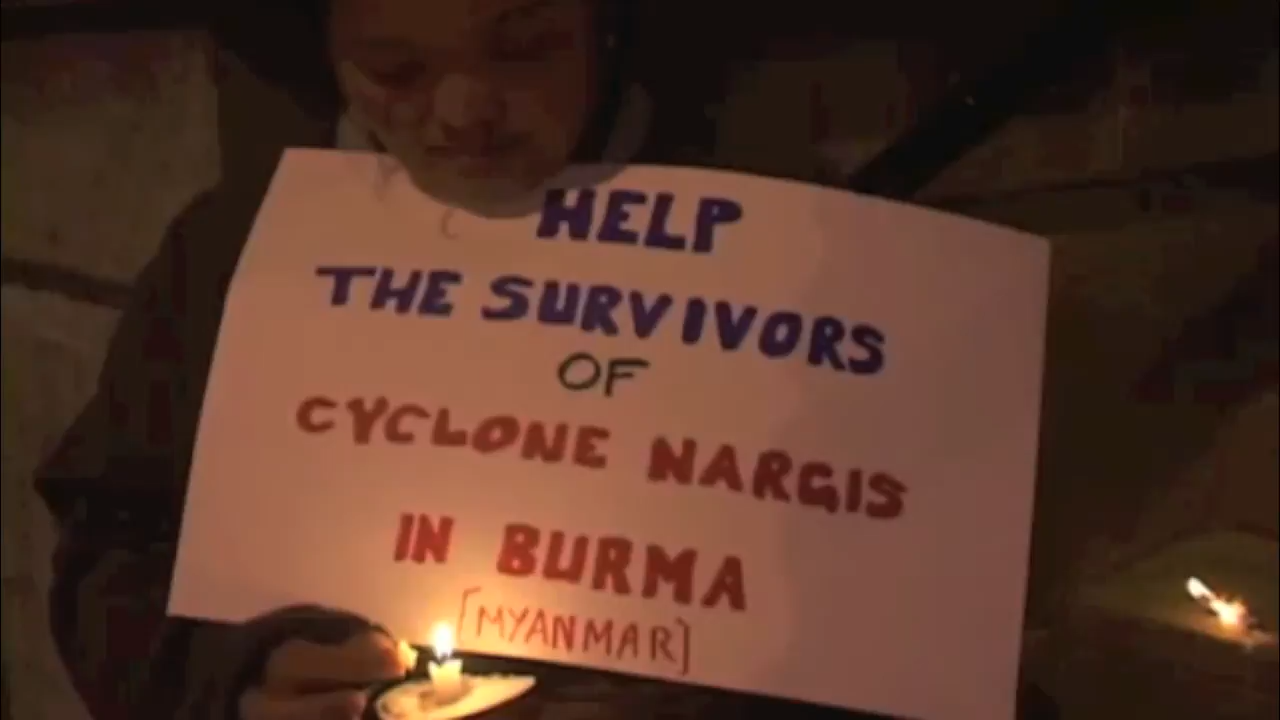 HELP
THE SURVIVORS
OF
CYCLONE NARGIS
IN BURMA
[MYANMAR]